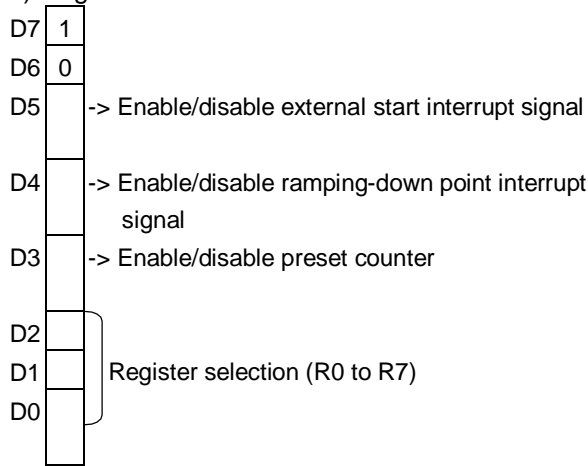 D7 1
D6 0
D5 -> Enable/disable external start interrupt signal
D4 -> Enable/disable ramping-down point interrupt
signal
D3 -> Enable/disable preset counter
D2
D1 Register selection (R0 to R7)
D0